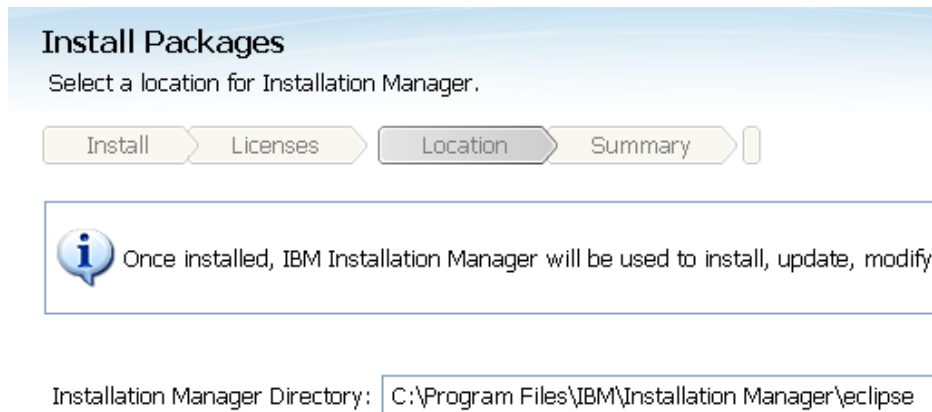 Install Packages
Select a location for Installation Manager.
Install Licenses Location Summary
Once installed, IBM Installation Manager will be used to install, update, modify
Installation Manager Directory: C:\Program Files\IBM\Installation Manager\eclipse